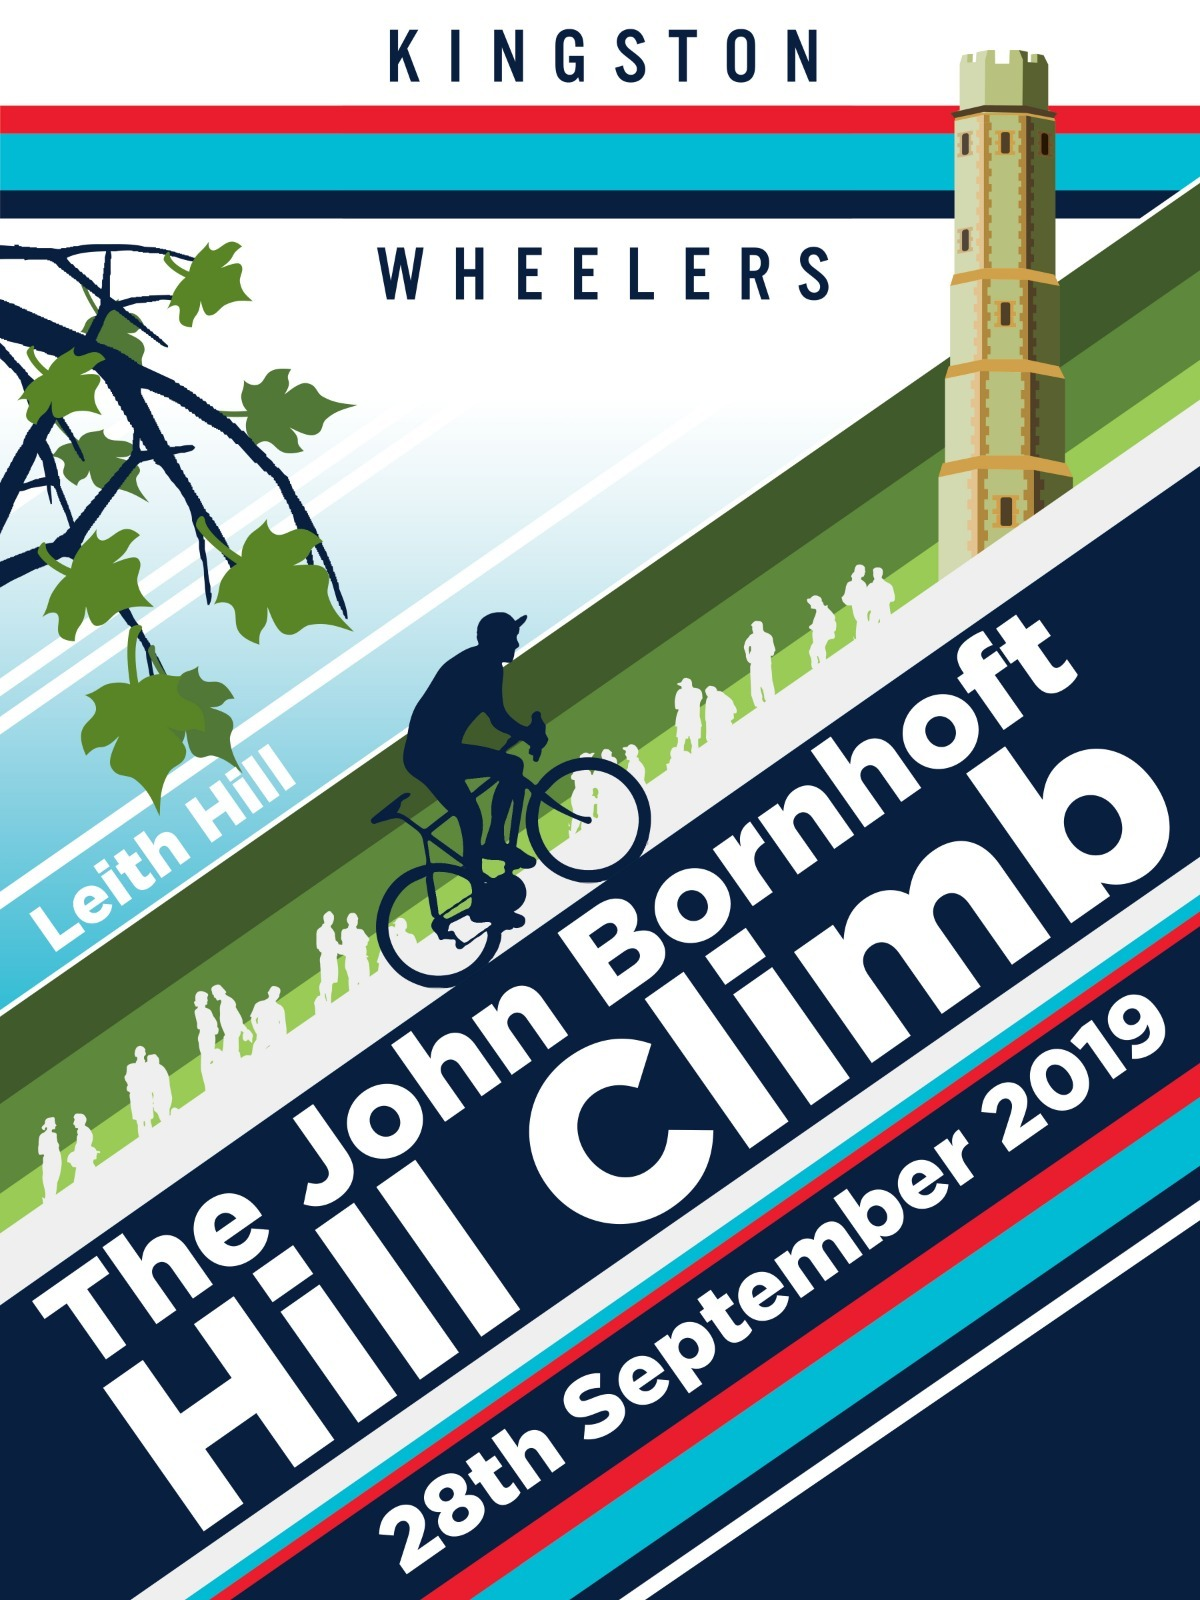 KINGSTON
WHEELERS
Leith Hill
The John Bornhoft
Hill Climb
28th September 2019